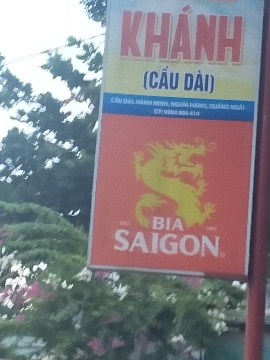 KHÁNH
(CẦU DÀI)
CẦU DÀI, HÀNH MINH, NGHĨA HÀNH, QUẢNG NGÃI
BIA
SAIGON